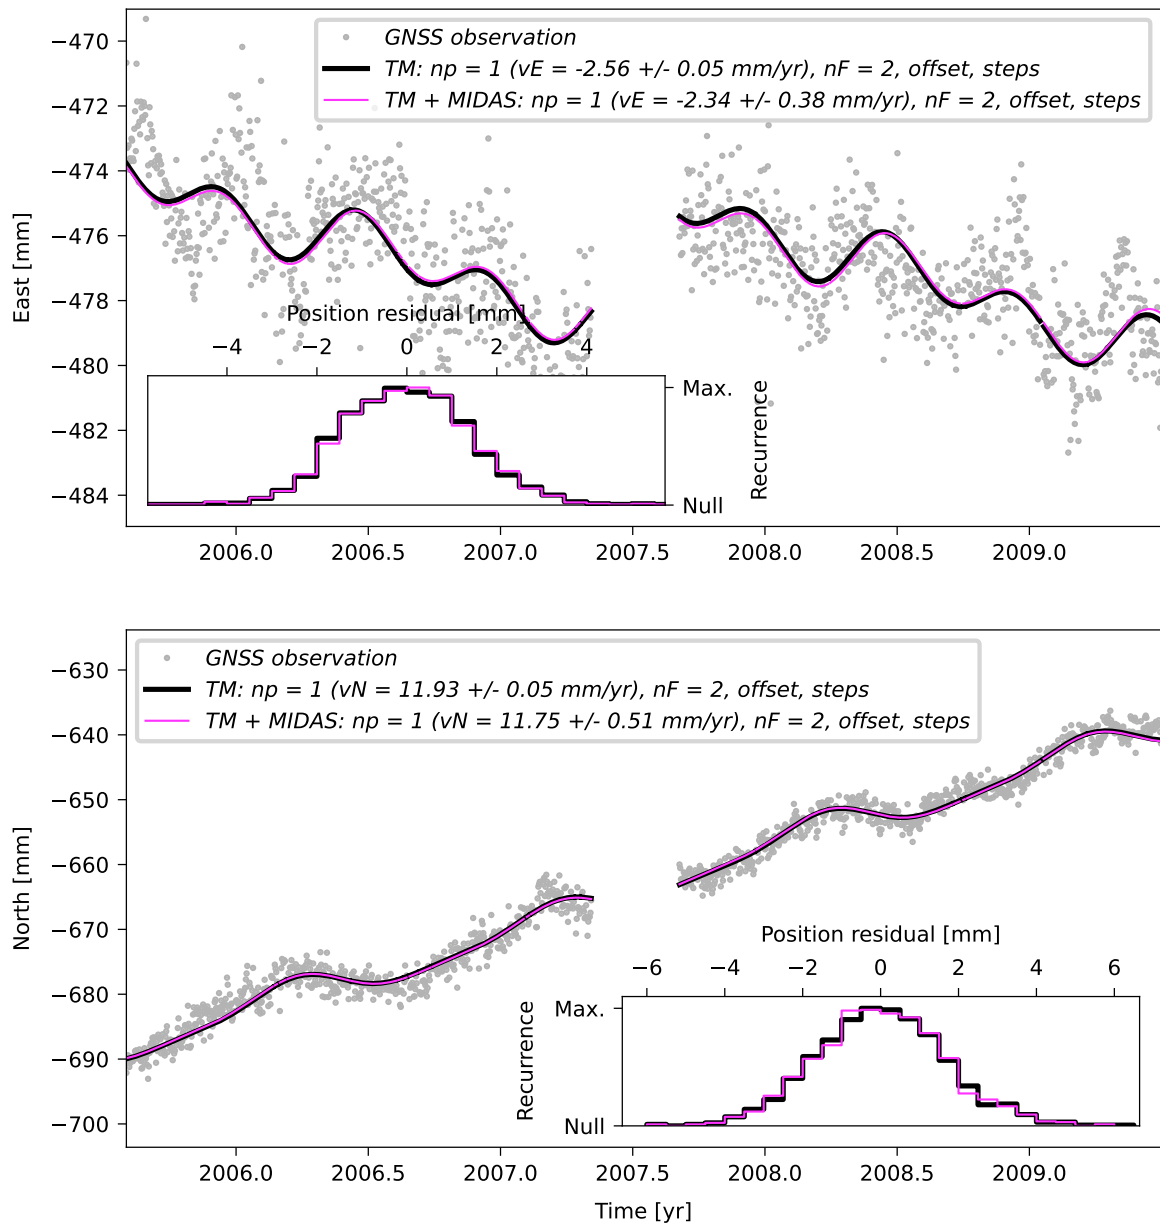 −470
−472
−474
−476
−478
−480
−482
−484
East [mm]
GNSS observation
TM: np = 1 (vE = -2.56 +/- 0.05 mm/yr), nF = 2, offset, steps
TM + MIDAS: np = 1 (vE = -2.34 +/- 0.38 mm/yr), nF = 2, offset, steps
Position residual [mm]
−4 −2 0 2 4
Max.
Null
Recurrence
2006.0 2006.5 2007.0 2007.5 2008.0 2008.5 2009.0
−630
−640
−650
−660
−670
−680
−690
−700
North [mm]
GNSS observation
TM: np = 1 (vN = 11.93 +/- 0.05 mm/yr), nF = 2, offset, steps
TM + MIDAS: np = 1 (vN = 11.75 +/- 0.51 mm/yr), nF = 2, offset, steps
Position residual [mm]
−6 −4 −2 0 2 4 6
Max.
Null
Recurrence
2006.0 2006.5 2007.0 2007.5 2008.0 2008.5 2009.0
Time [yr]